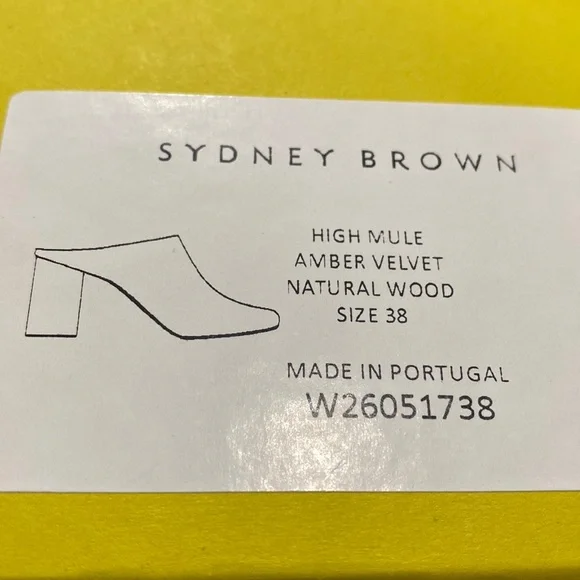 SYDNEY BROWN
HIGH MULE
AMBER VELVET
NATURAL WOOD
SIZE 38
MADE IN PORTUGAL
W26051738